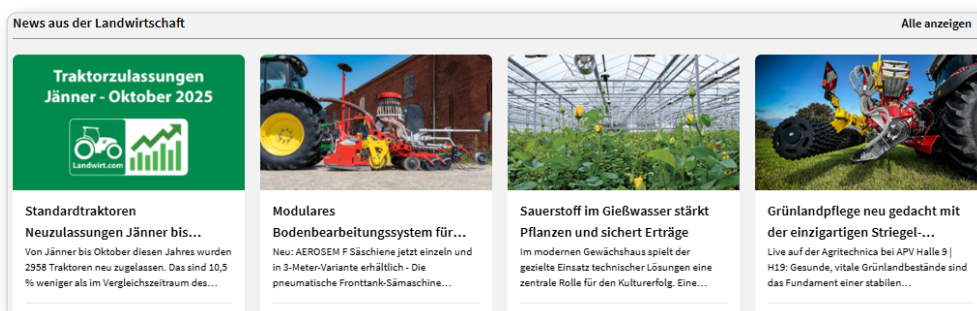 News aus der Landwirtschaft
Alle anzeigen
Traktorzulassungen
Jänner - Oktober 2025
Landwirt.com
Standardtraktoren
Neuzulassungen Jänner bis...
Von Jänner bis Oktober diesen Jahres wurden
2958 Traktoren neu zugelassen. Das sind 10,5
% weniger als im Vergleichszeitraum des...
Modulares
Bodenbearbeitungssystem für...
Neu: AEROSEM F Säschiene jetzt einzeln und
in 3-Meter-Variante erhältlich - Die
pneumatische Fronttank-Sämaschine...
Sauerstoff im Gießwasser stärkt
Pflanzen und sichert Erträge
Im modernen Gewächshaus spielt der
gezielte Einsatz technischer Lösungen eine
zentrale Rolle für den Kulturerfolg. Eine...
Grünlandpflege neu gedacht mit
der einzigartigen Striegel-...
Live auf der Agritechnica bei APV Halle 9 |
H19: Gesunde, vitale Grünlandbestände sind
das Fundament einer stabilen...